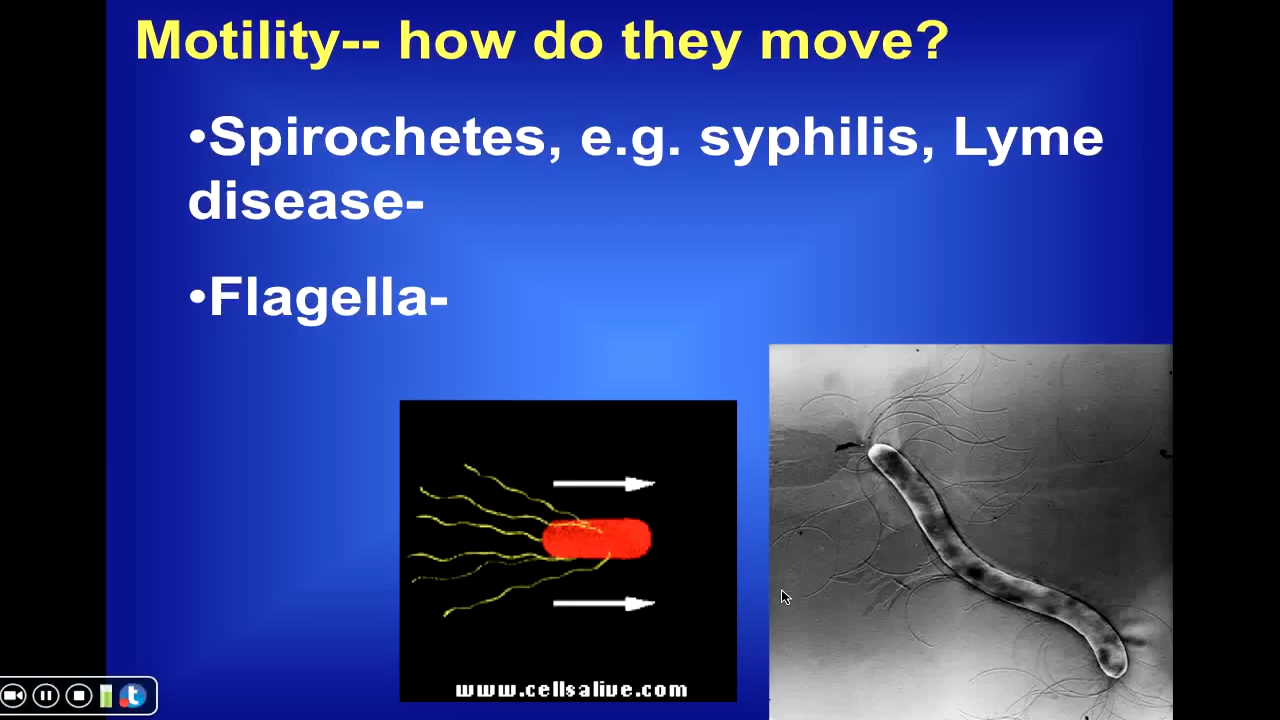 Motility-- how do they move?
•Spirochetes, e.g. syphilis, Lyme
disease-
•Flagella-
www.cellsalive.com
t